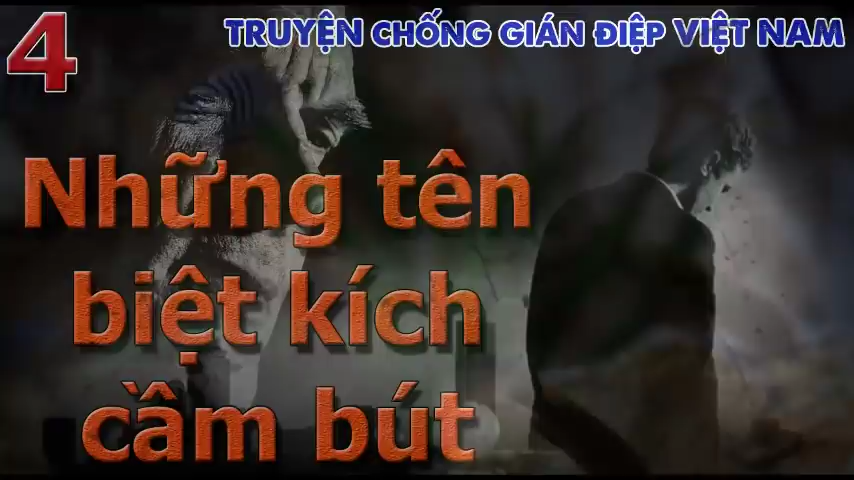 4
TRUYỆN CHỐNG GIÁN ĐIỆP VIỆT NAM
Những tên
biệt kích
cầm bút